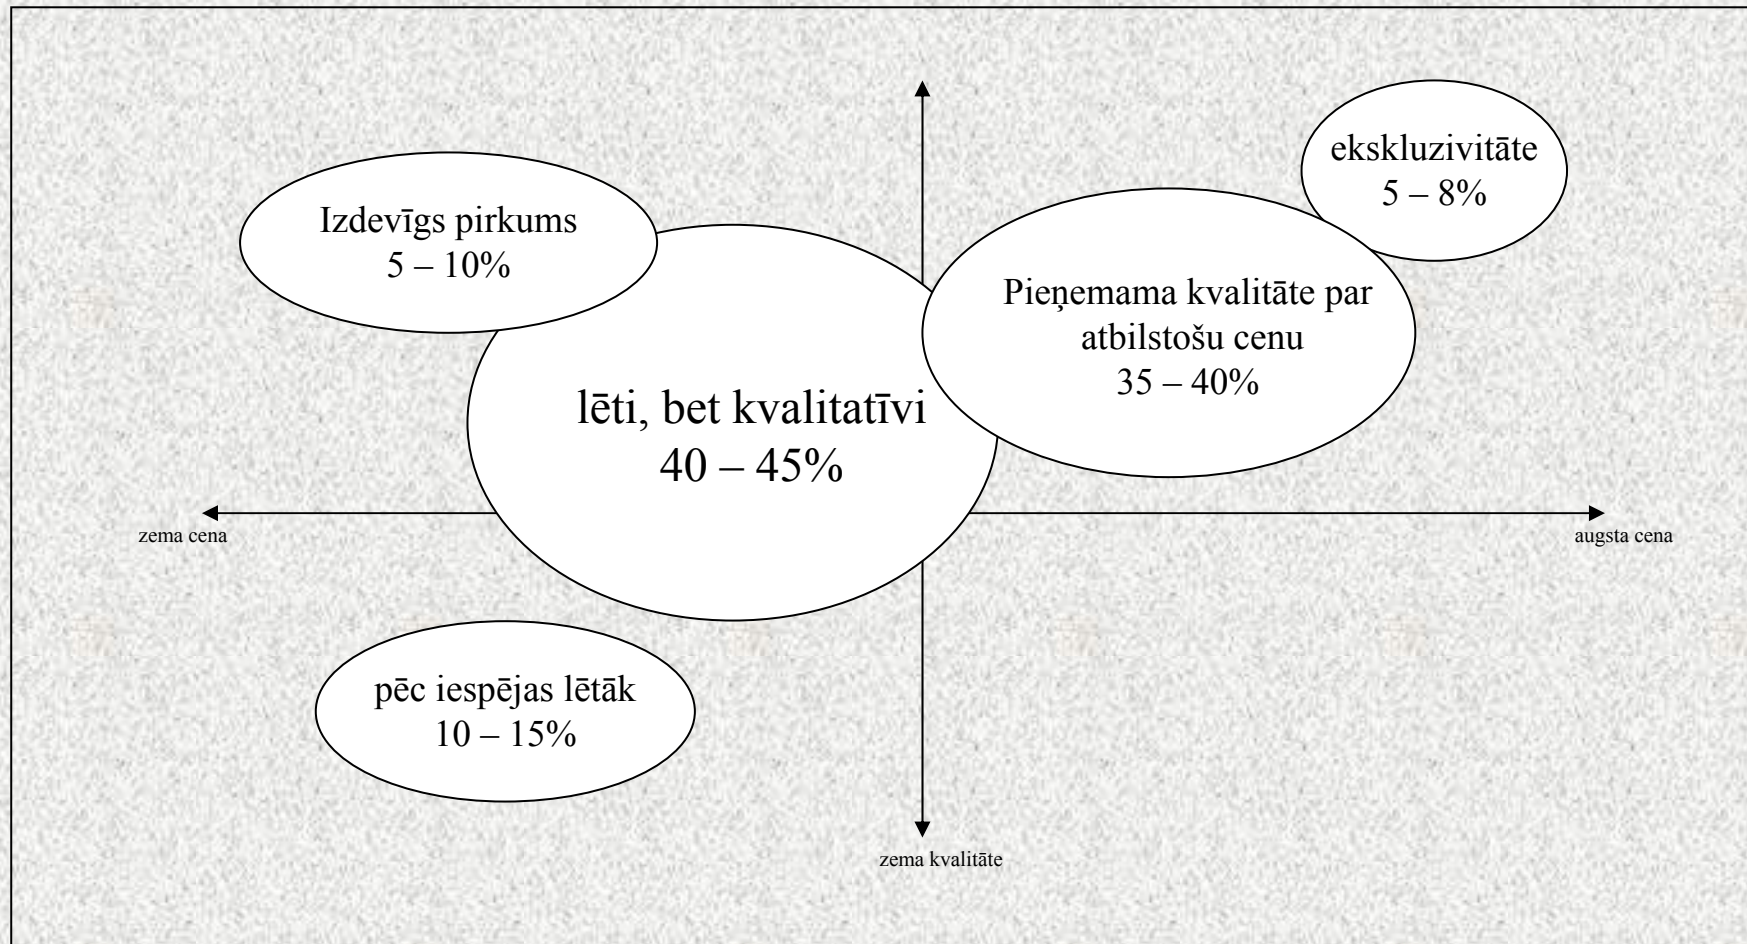 ekskluzivitāte
5 – 8%
Izdevīgs pirkums
5 – 10%
Pieņemama kvalitāte par
atbilstošu cenu
35 – 40%
lēti, bet kvalitatīvi
40 – 45%
zema cena
augsta cena
pēc iespējas lētāk
10 – 15%
zema kvalitāte